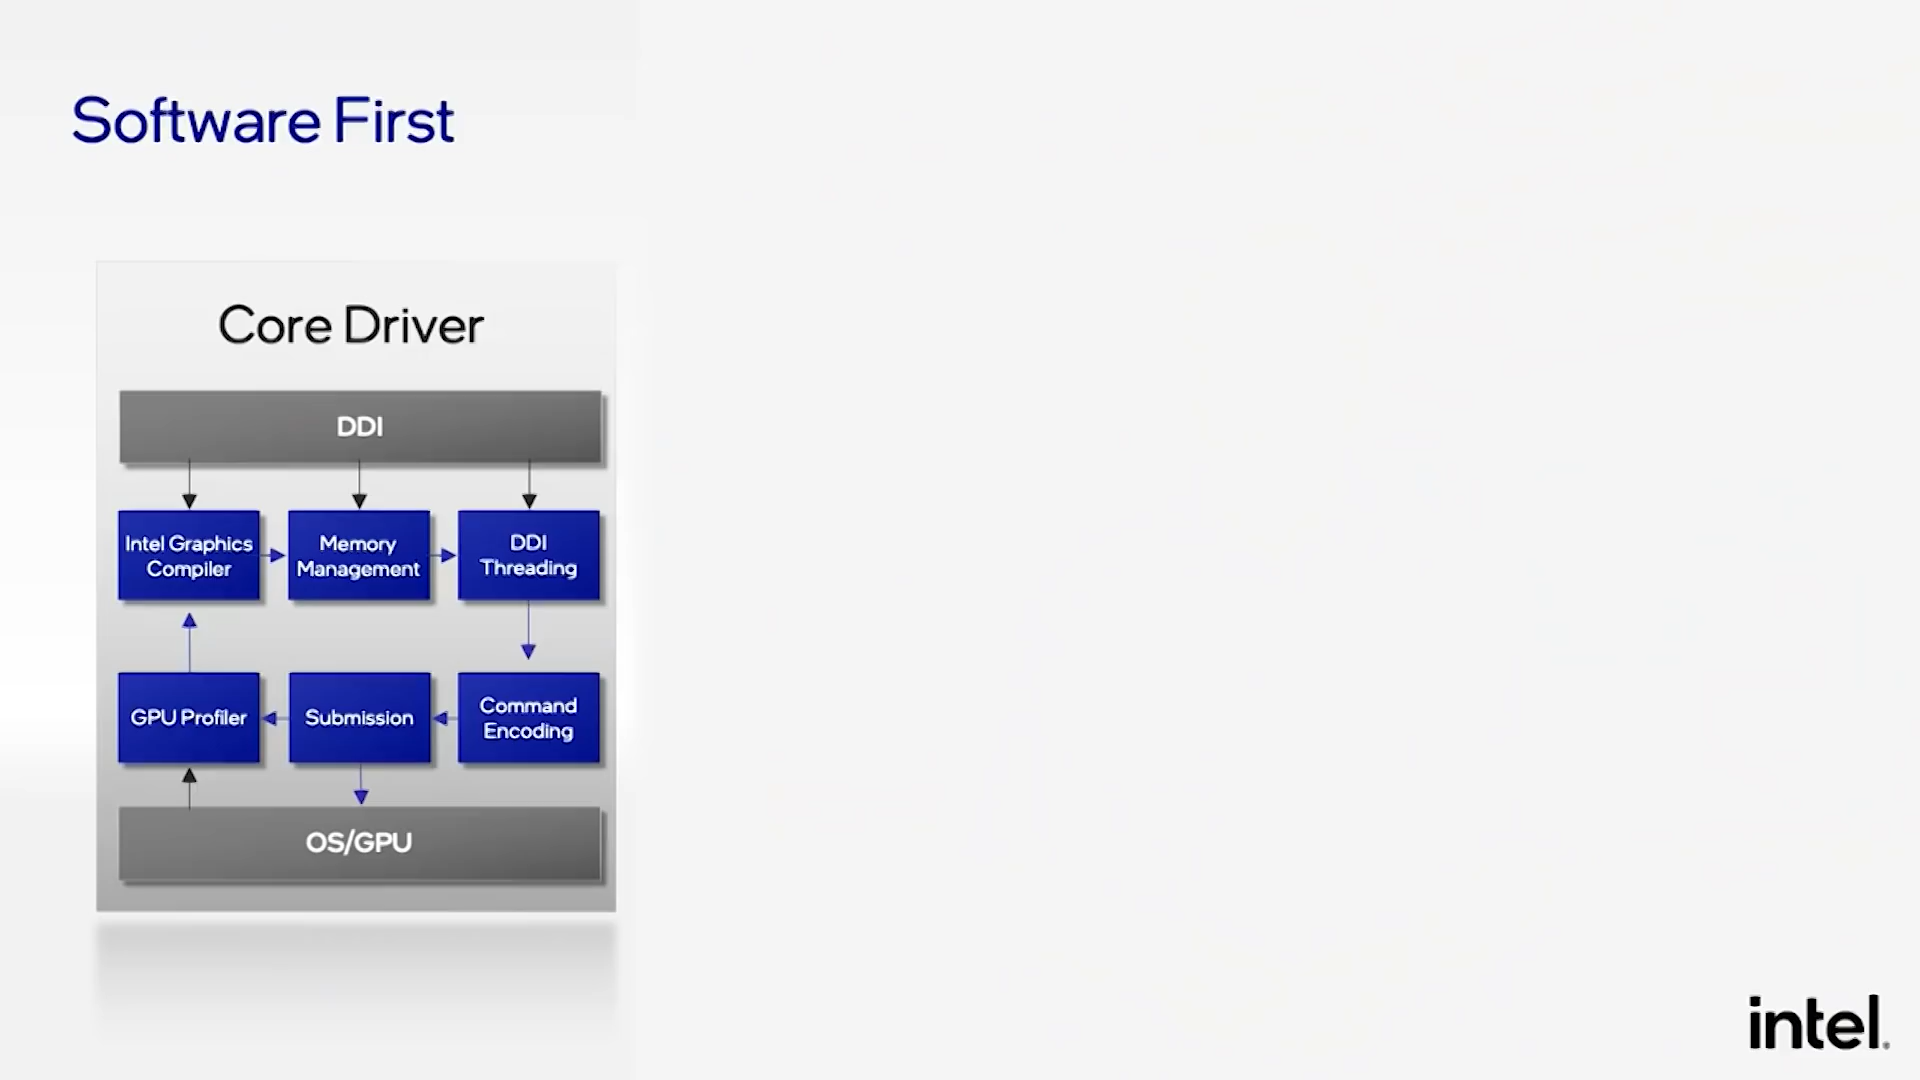 Software First
Core Driver
DDI
Intel Graphics
Compiler
Memory
Management
DDI
Threading
GPU Profiler
Submission
Command
Encoding
OS/GPU
intel.